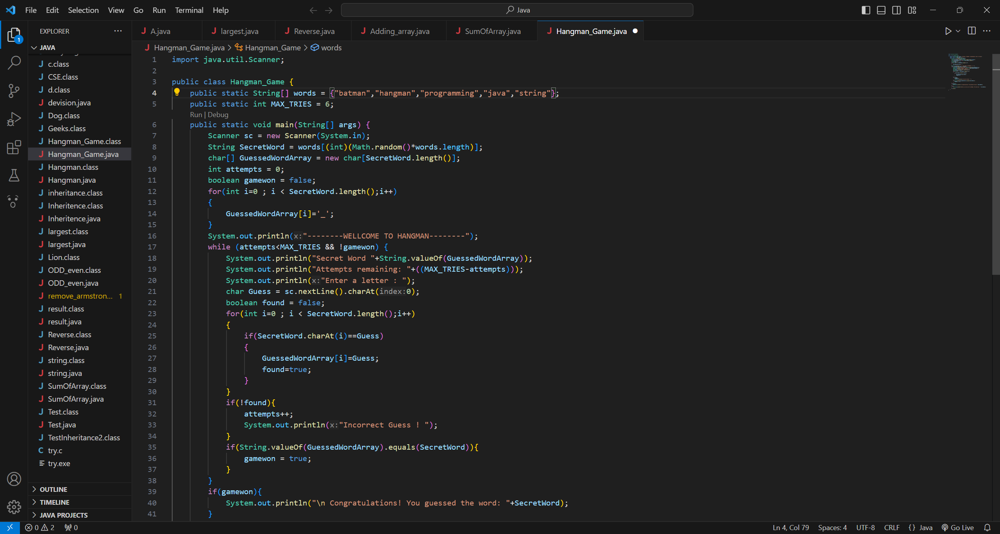 File Edit Selection View Go Run Terminal Help
Java
EXPLORER
A.java largest.java Reverse.java Adding_array.java SumOfArray.java Hangman_Game.java
1
JAVA
c.class
CSE.class
d.class
devision.java
Dog.class
Geeks.class
Hangman_Game.class
Hangman_Game.java
Hangman.class
Hangman.java
inheritance.class
Inheritence.class
Inheritence.java
largest.class
largest.java
Lion.class
ODD_even.class
ODD_even.java
remove_armstron... 1
result.class
result.java
Reverse.class
Reverse.java
string.class
string.java
SumOfArray.class
SumOfArray.java
Test.class
Test.java
TestInheritance2.class
try.c
try.exe
OUTLINE
TIMELINE
JAVA PROJECTS
Hangman_Game.java > Hangman_Game > words
1 import java.util.Scanner;
2
3 public class Hangman_Game {
4 public static String[] words = {"batman","hangman","programming","java","string"};
5 public static int MAX_TRIES = 6;
Run | Debug
6 public static void main(String[] args) {
7 Scanner sc = new Scanner(System.in);
8 String SecretWord = words[(int)(Math.random()*words.length)];
9 char[] GuessedWordArray = new char[SecretWord.length()];
10 int attempts = 0;
11 boolean gamewon = false;
12 for(int i=0 ; i < SecretWord.length();i++)
13 {
14 GuessedWordArray[i]='_';
15 }
16 System.out.println(x:"--------WELLCOME TO HANGMAN--------");
17 while (attempts<MAX_TRIES && !gamewon) {
18 System.out.println("Secret Word "+String.valueOf(GuessedWordArray));
19 System.out.println("Attempts remaining: "+((MAX_TRIES-attempts)));
20 System.out.println(x:"Enter a letter : ");
21 char Guess = sc.nextLine().charAt(index:0);
22 boolean found = false;
23 for(int i=0 ; i < SecretWord.length();i++)
24 {
25 if(SecretWord.charAt(i)==Guess)
26 {
27 GuessedWordArray[i]=Guess;
28 found=true;
29 }
30 }
31 if(!found){
32 attempts++;
33 System.out.println(x:"Incorrect Guess ! ");
34 }
35 if(String.valueOf(GuessedWordArray).equals(SecretWord)){
36 gamewon = true;
37 }
38 }
39 if(gamewon){
40 System.out.println("\n Congratulations! You guessed the word: "+SecretWord);
41 }
0 2 0
Ln 4, Col 79 Spaces: 4 UTF-8 CRLF {} Java Go Live